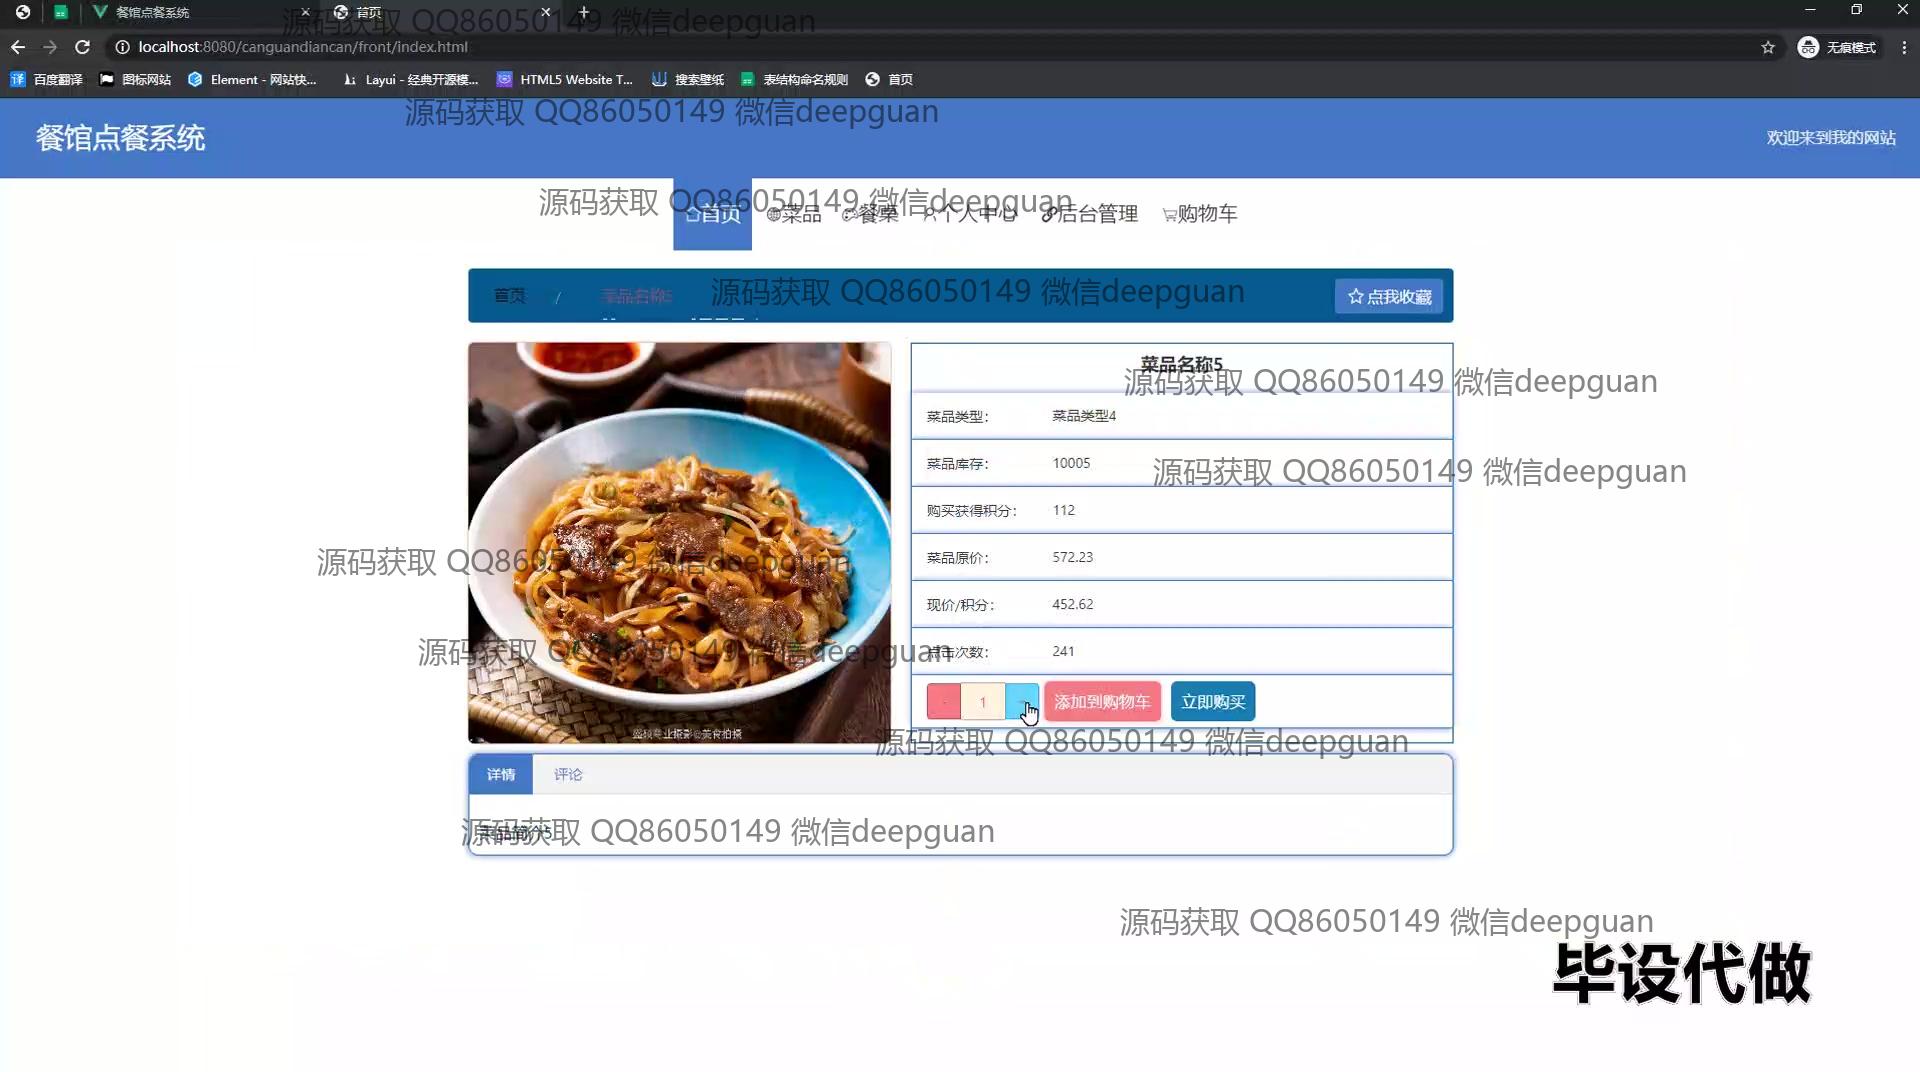 餐馆点餐系统
首页
源码获取 QQ86050149 微信deepguan
localhost:8080/canguandiancan/front/index.html
无痕模式
百度翻译
图标网站
Element - 网站快...
Layui - 经典开源模...
HTML5 Website T...
搜索壁纸
表结构命名规则
首页
源码获取 QQ86050149 微信deepguan
餐馆点餐系统
欢迎来到我的网站
源码获取 QQ86050149 微信deepguan
首页
菜品
餐桌
个人中心
后台管理
购物车
首页 / 菜品名称5
源码获取 QQ86050149 微信deepguan
点我收藏
菜品名称5
源码获取 QQ86050149 微信deepguan
菜品类型: 菜品类型4
菜品库存: 10005
源码获取 QQ86050149 微信deepguan
购买获得积分: 112
菜品原价: 572.23
源码获取 QQ86050149 微信deepguan
现价/积分: 452.62
点击次数: 241
源码获取 QQ86050149 微信deepguan
- 1
添加到购物车
立即购买
源码获取 QQ86050149 微信deepguan
详情
评论
菜品简介5
源码获取 QQ86050149 微信deepguan
源码获取 QQ86050149 微信deepguan
毕设代做